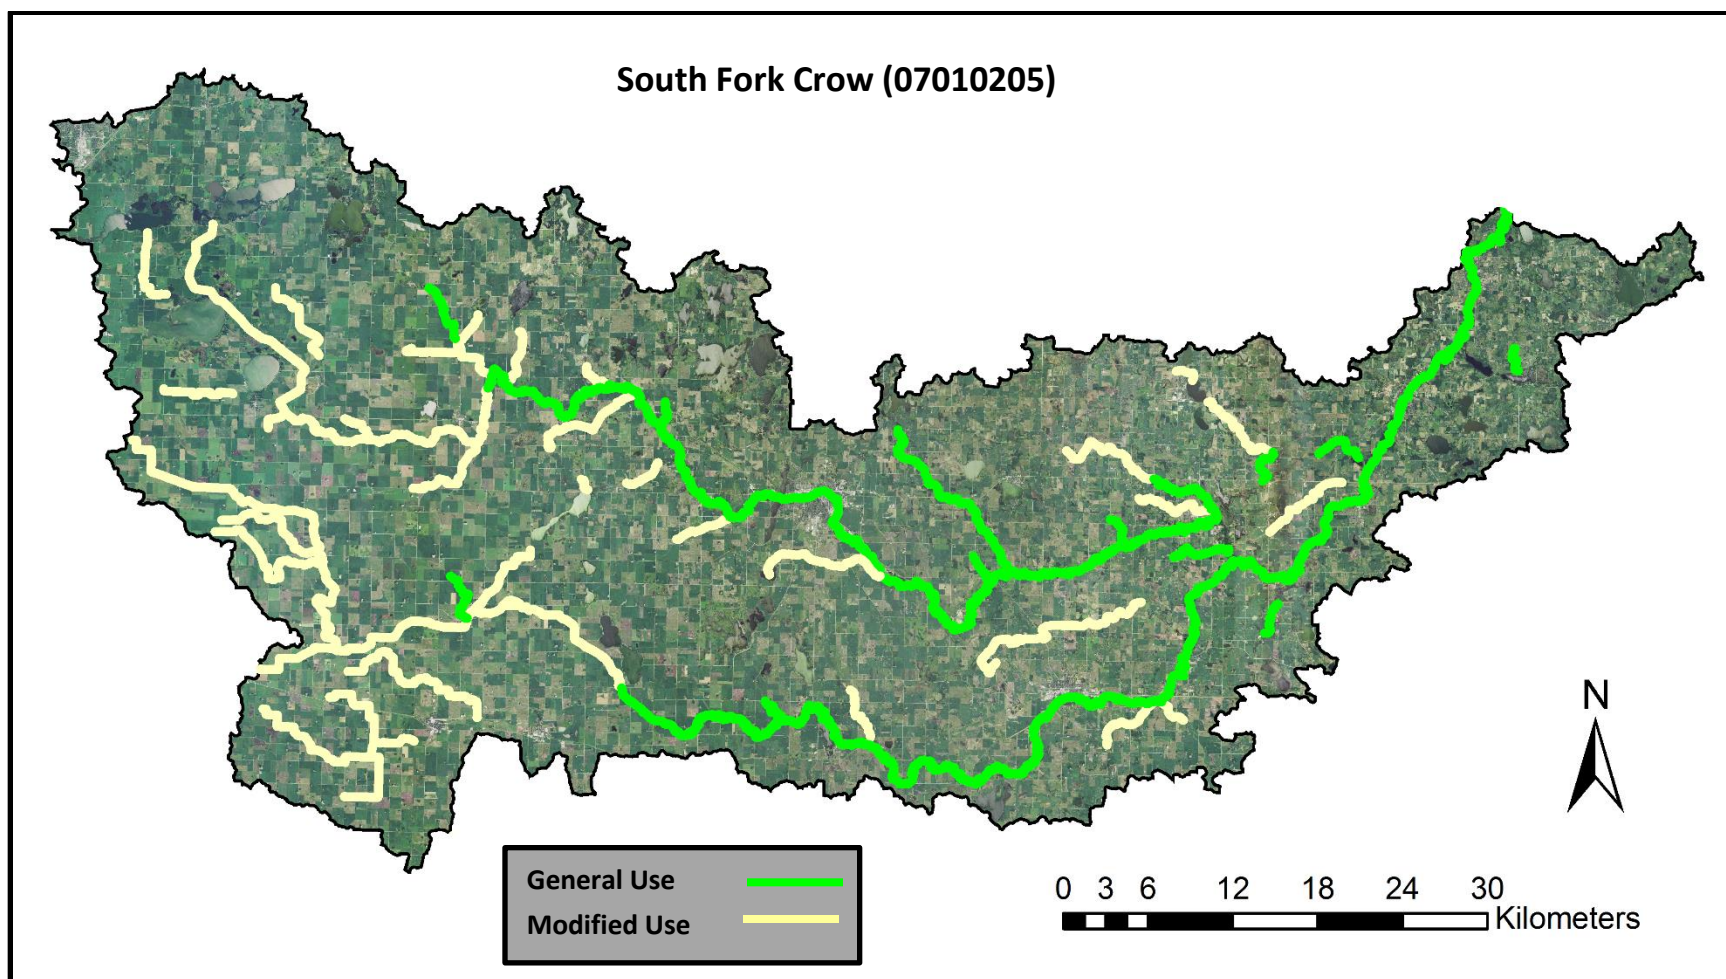 South Fork Crow (07010205)
N
General Use
Modified Use
0 3 6 12 18 24 30
Kilometers